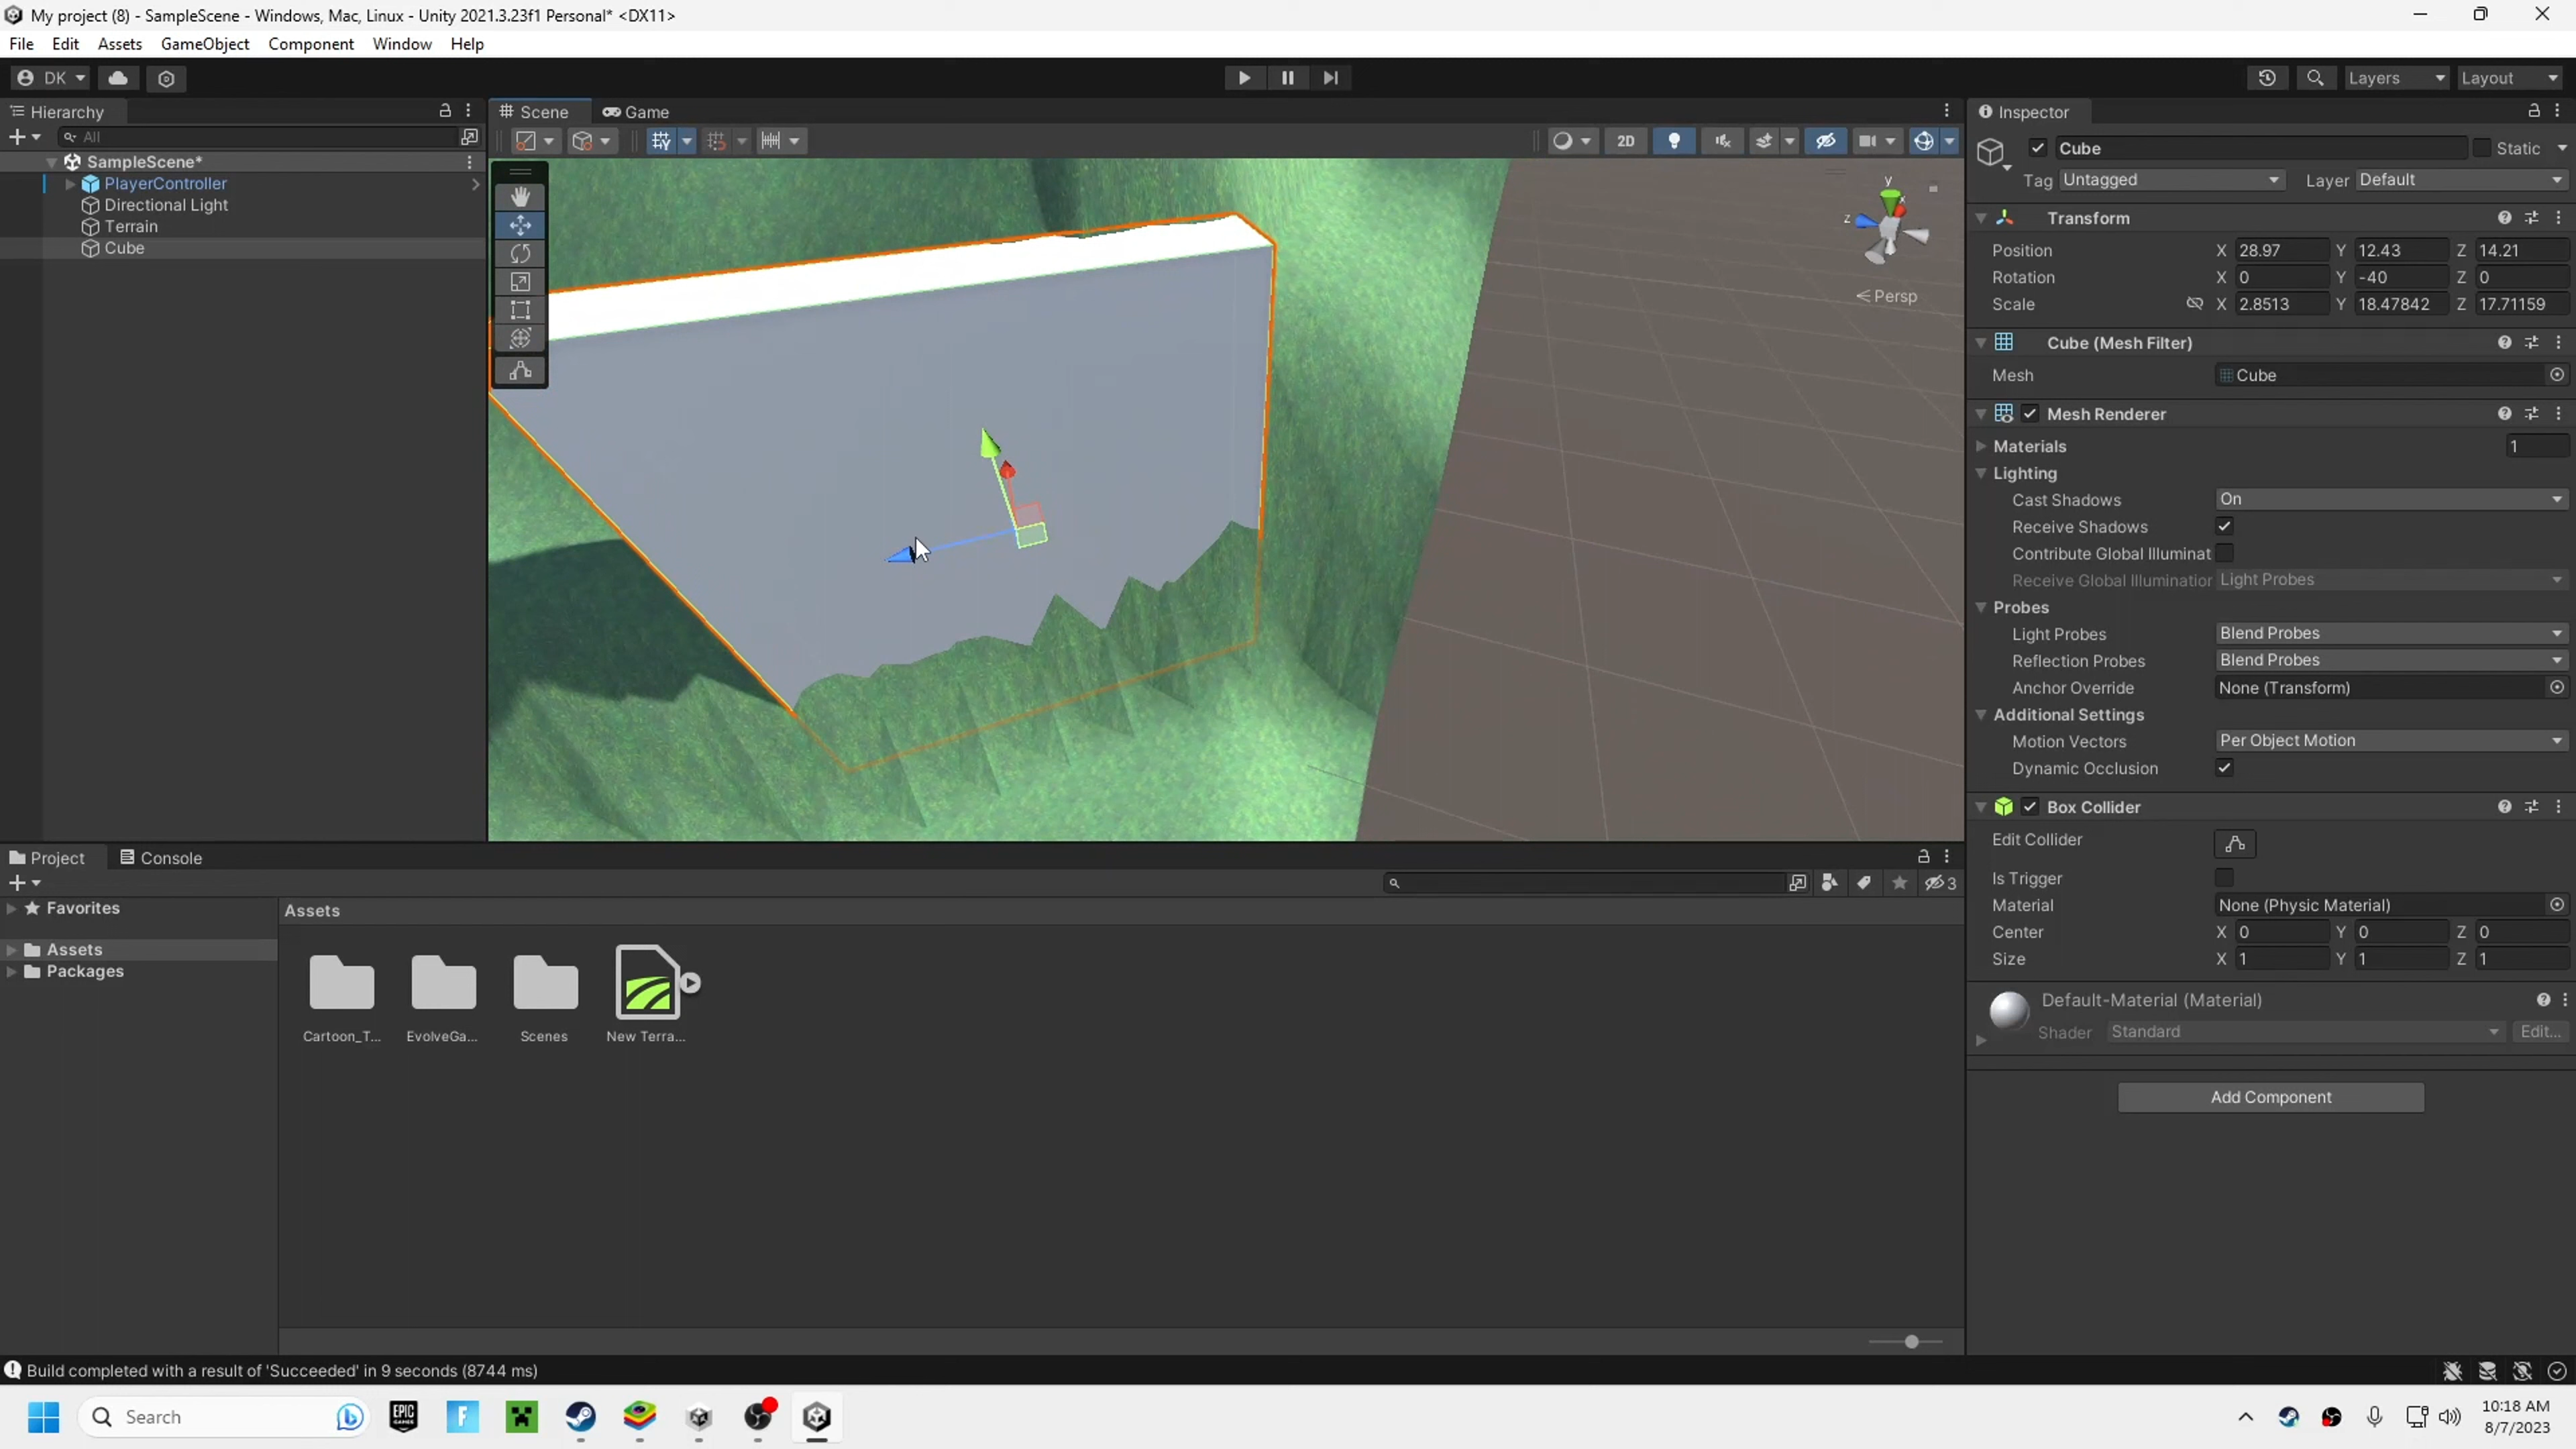 My project (8) - SampleScene - Windows, Mac, Linux - Unity 2021.3.23f1 Personal* <DX11>
File Edit Assets GameObject Component Window Help
DK
Layers
Layout
Hierarchy
All
SampleScene*
PlayerController
Directional Light
Terrain
Cube
Scene
Game
2D
y
x
z
Persp
Inspector
Cube
Static
Tag Untagged Layer Default
Transform
Position X 28.97 Y 12.43 Z 14.21
Rotation X 0 Y -40 Z 0
Scale X 2.8513 Y 18.47842 Z 17.71159
Cube (Mesh Filter)
Mesh Cube
Mesh Renderer
Materials 1
Lighting
Cast Shadows On
Receive Shadows
Contribute Global Illuminat
Receive Global Illumination Light Probes
Probes
Light Probes Blend Probes
Reflection Probes Blend Probes
Anchor Override None (Transform)
Additional Settings
Motion Vectors Per Object Motion
Dynamic Occlusion
Box Collider
Edit Collider
Is Trigger
Material None (Physic Material)
Center X 0 Y 0 Z 0
Size X 1 Y 1 Z 1
Default-Material (Material)
Shader Standard Edit...
Add Component
Project
Console
3
Favorites
Assets
Packages
Assets
Cartoon_T...
EvolveGa...
Scenes
New Terra...
Build completed with a result of 'Succeeded' in 9 seconds (8744 ms)
Search
EPIC GAMES
F
10:18 AM
8/7/2023